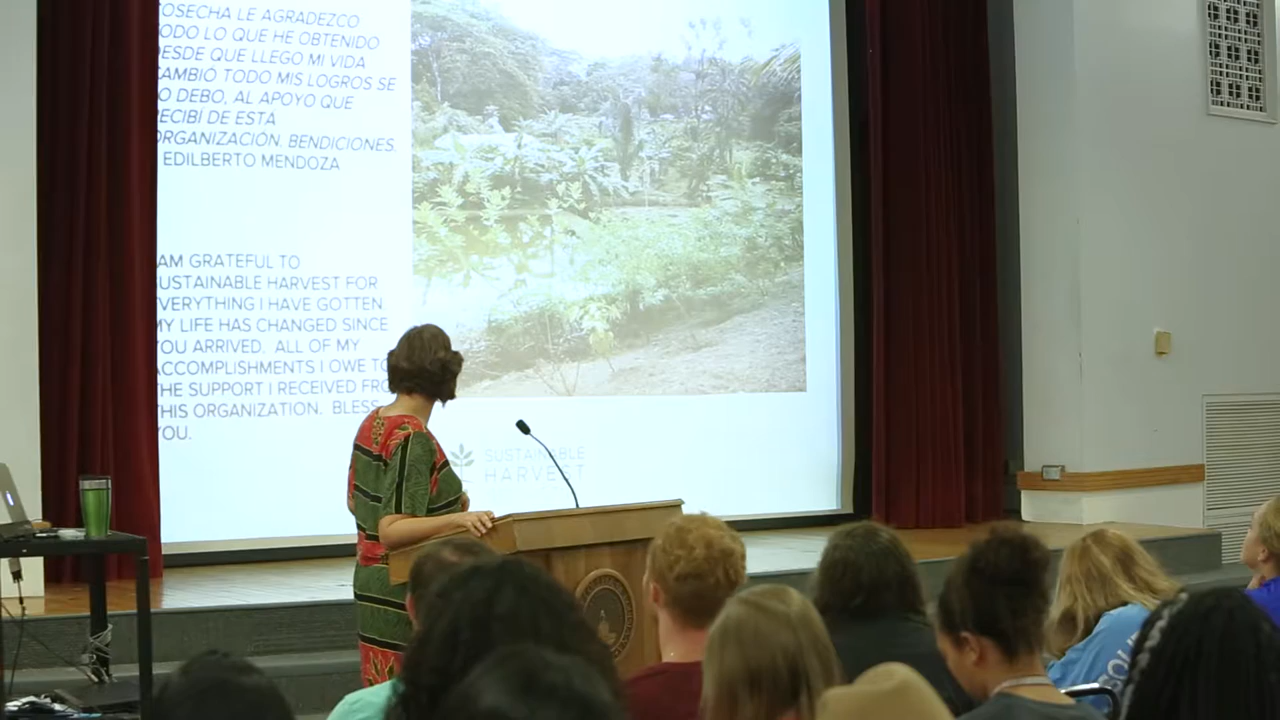 COSECHA LE AGRADEZCO
TODO LO QUE HE OBTENIDO
DESDE QUE LLEGO MI VIDA
CAMBIÓ TODO MIS LOGROS SE
LO DEBO, AL APOYO QUE
RECIBÍ DE ESTÁ
ORGANIZACIÓN. BENDICIONES.
EDILBERTO MENDOZA
AM GRATEFUL TO
SUSTAINABLE HARVEST FOR
EVERYTHING I HAVE GOTTEN
MY LIFE HAS CHANGED SINCE
YOU ARRIVED. ALL OF MY
ACCOMPLISHMENTS I OWE TO
THE SUPPORT I RECEIVED FRO
THIS ORGANIZATION. BLESS
YOU.
SUSTAINABLE
HARVEST